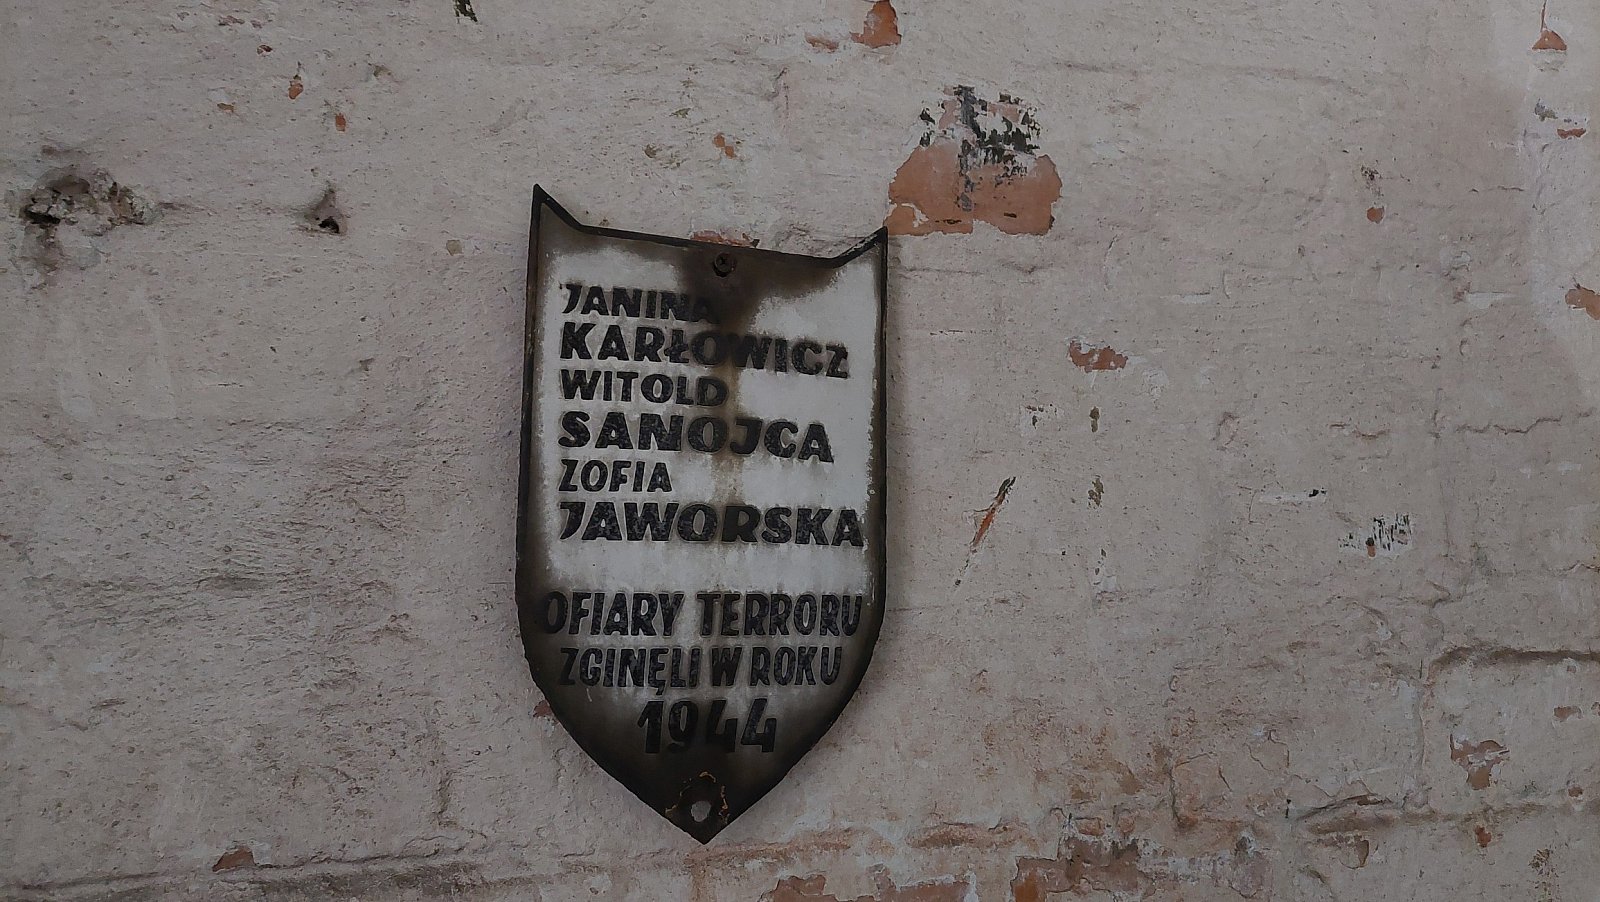 JANINA
KARŁOWICZ
WITOLD
SANOJCA
ZOFIA
JAWORSKA
OFIARY TERRORU
ZGINĘLI W ROKU
1944